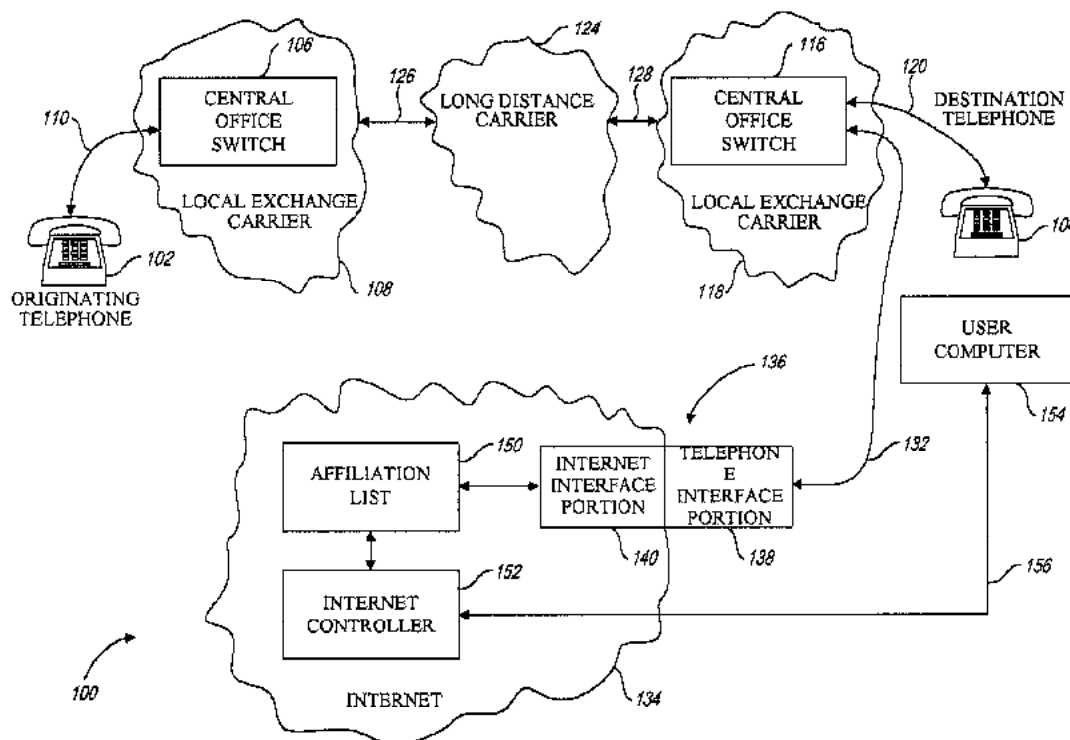 124
106
116
120
126
128
CENTRAL
OFFICE
SWITCH
LONG DISTANCE
CARRIER
CENTRAL
OFFICE
SWITCH
DESTINATION
TELEPHONE
110
LOCAL EXCHANGE
CARRIER
LOCAL EXCHANGE
CARRIER
102
ORIGINATING
TELEPHONE
108
118
USER
COMPUTER
154
136
150
AFFILIATION
LIST
INTERNET
INTERFACE
PORTION
TELEPHON
E
INTERFACE
PORTION
132
140
138
152
INTERNET
CONTROLLER
156
100
INTERNET
134